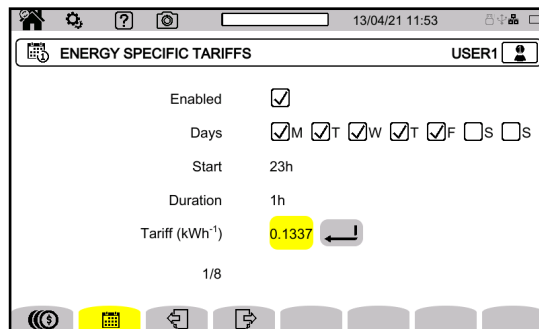 13/04/21 11:53
ENERGY SPECIFIC TARIFFS USER1
Enabled
Days M T W T F S S
Start 23h
Duration 1h
Tariff (kWh-1) 0.1337
1/8